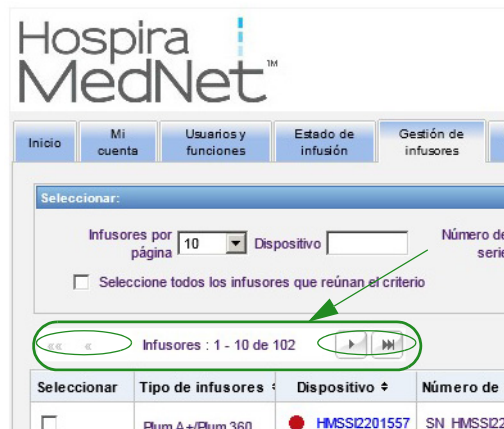 Hospira
MedNet™
Inicio
Mi
cuenta
Usuarios y
funciones
Estado de
infusión
Gestión de
infusores
Seleccionar:
Infusores por
página
10
Dispositivo
Número de
serie
Seleccione todos los infusores que reúnan el criterio
«« « Infusores : 1 - 10 de 102
Seleccionar Tipo de infusores Dispositivo Número de
Plum A+/Plum 360 HMSSI2201557 SN_HMSSI22